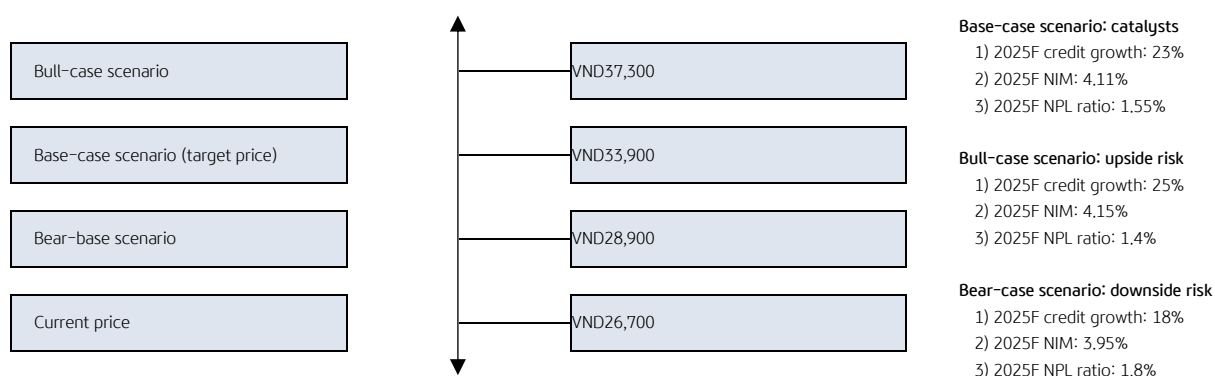 Bull-case scenario
VND37,300
Base-case scenario (target price)
VND33,900
Bear-base scenario
VND28,900
Current price
VND26,700
Base-case scenario: catalysts
1) 2025F credit growth: 23%
2) 2025F NIM: 4.11%
3) 2025F NPL ratio: 1.55%
Bull-case scenario: upside risk
1) 2025F credit growth: 25%
2) 2025F NIM: 4.15%
3) 2025F NPL ratio: 1.4%
Bear-case scenario: downside risk
1) 2025F credit growth: 18%
2) 2025F NIM: 3.95%
3) 2025F NPL ratio: 1.8%